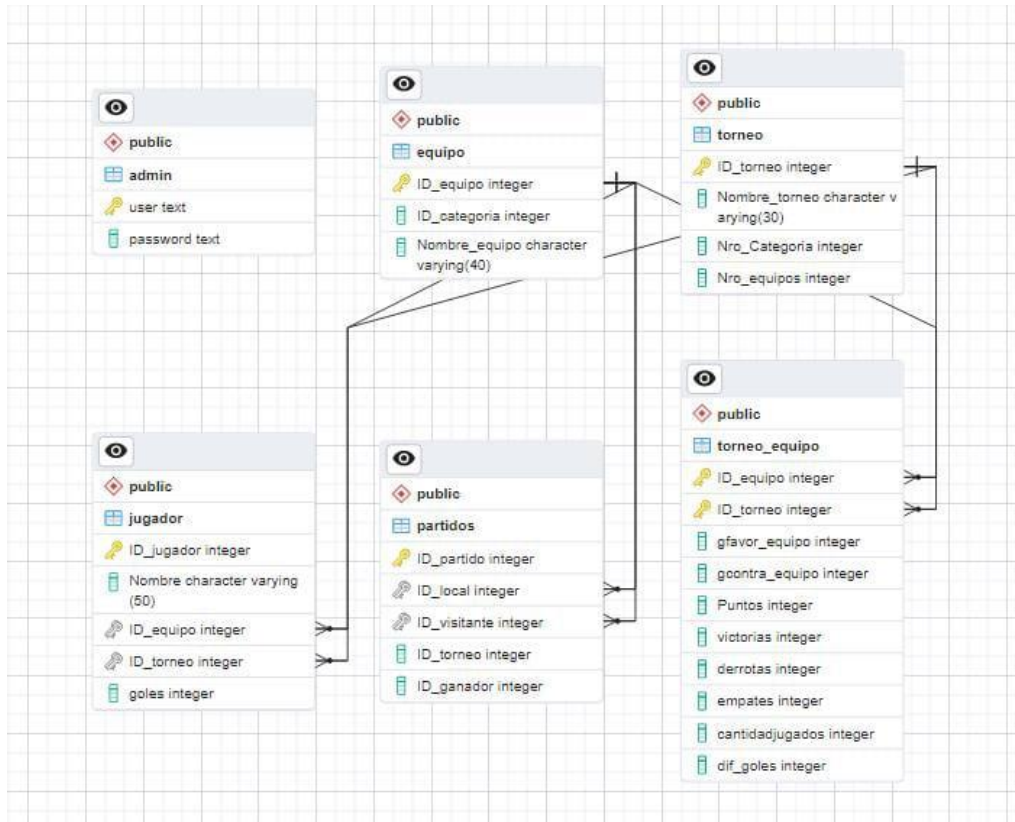 public
admin
user text
password text
public
equipo
ID_equipo integer
ID_categoria integer
Nombre_equipo character
varying(40)
public
torneo
ID_torneo integer
Nombre_torneo character v
arying(30)
Nro_Categoria integer
Nro_equipos integer
public
jugador
ID_jugador integer
Nombre character varying
(50)
ID_equipo integer
ID_torneo integer
goles integer
public
partidos
ID_partido integer
ID_local integer
ID_visitante integer
ID_torneo integer
ID_ganador integer
public
torneo_equipo
ID_equipo integer
ID_torneo integer
gfavor_equipo integer
gcontra_equipo integer
Puntos integer
victorias integer
derrotas integer
empates integer
cantidadjugados integer
dif_goles integer